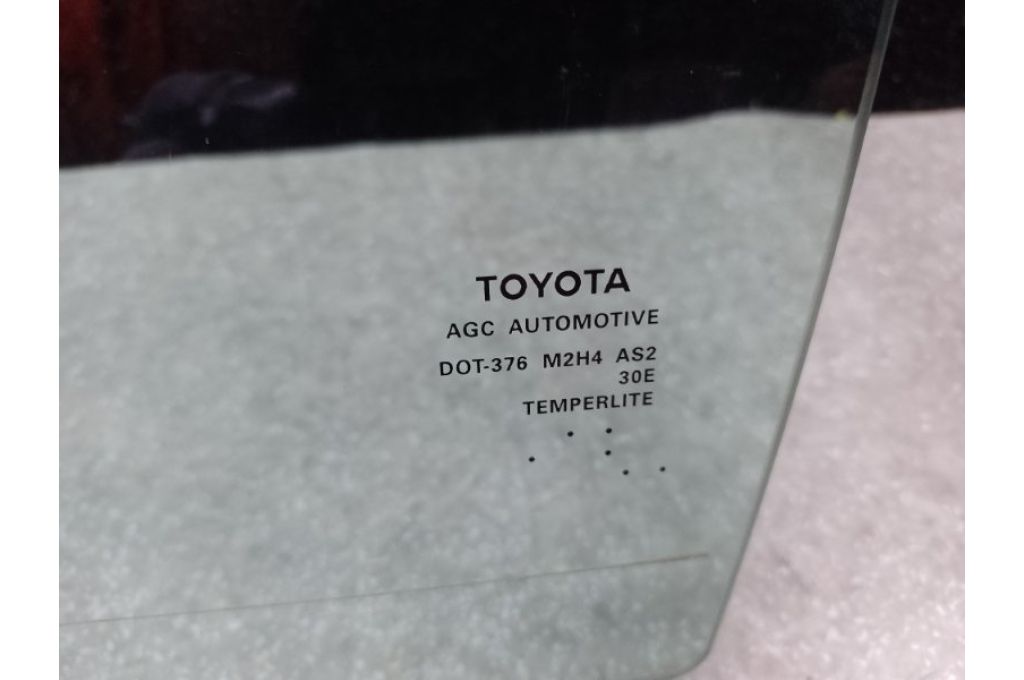 TOYOTA
AGC AUTOMOTIVE
DOT-376 M2H4 AS2
30E
TEMPERLITE